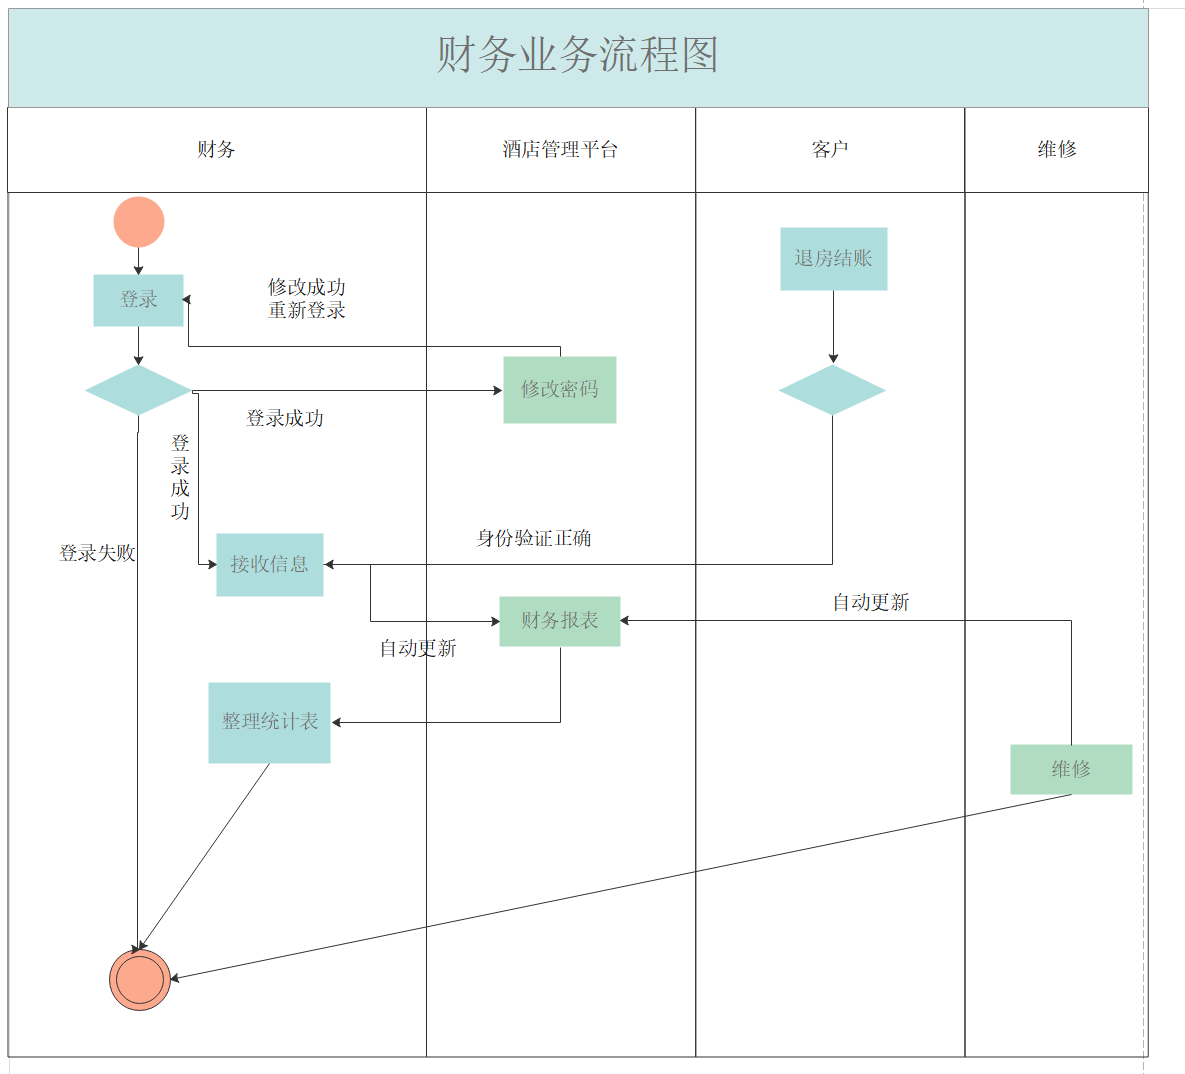 财务业务流程图
财务
酒店管理平台
客户
维修
退房结账
登录
修改成功
重新登录
修改密码
登录成功
登
录
成
功
身份验证正确
登录失败
接收信息
自动更新
财务报表
自动更新
整理统计表
维修